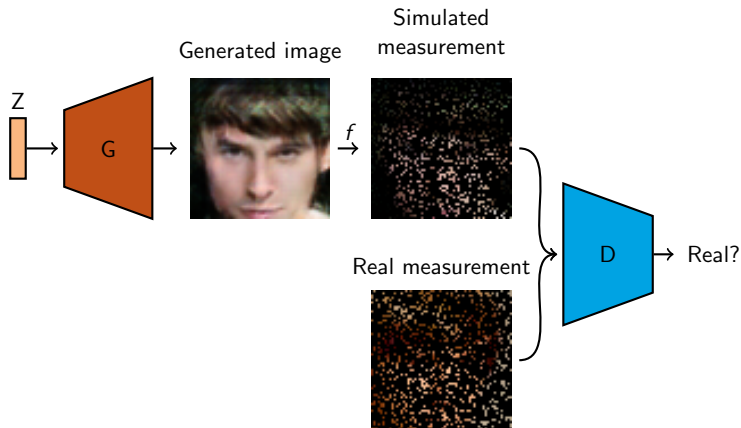 Simulated
measurement
Generated image
Z
G
f
Real measurement
D
Real?